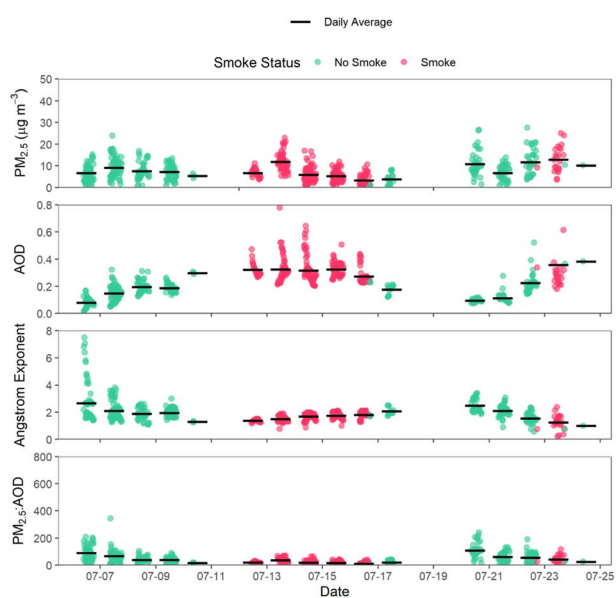 Daily Average
Smoke Status No Smoke Smoke
PM2.5 (µg m−3)
50
40
30
20
10
0
AOD
0.8
0.6
0.4
0.2
0.0
Angstrom Exponent
8
6
4
2
0
PM2.5:AOD
800
600
400
200
0
07-07 07-09 07-11 07-13 07-15 07-17 07-19 07-21 07-23 07-25
Date